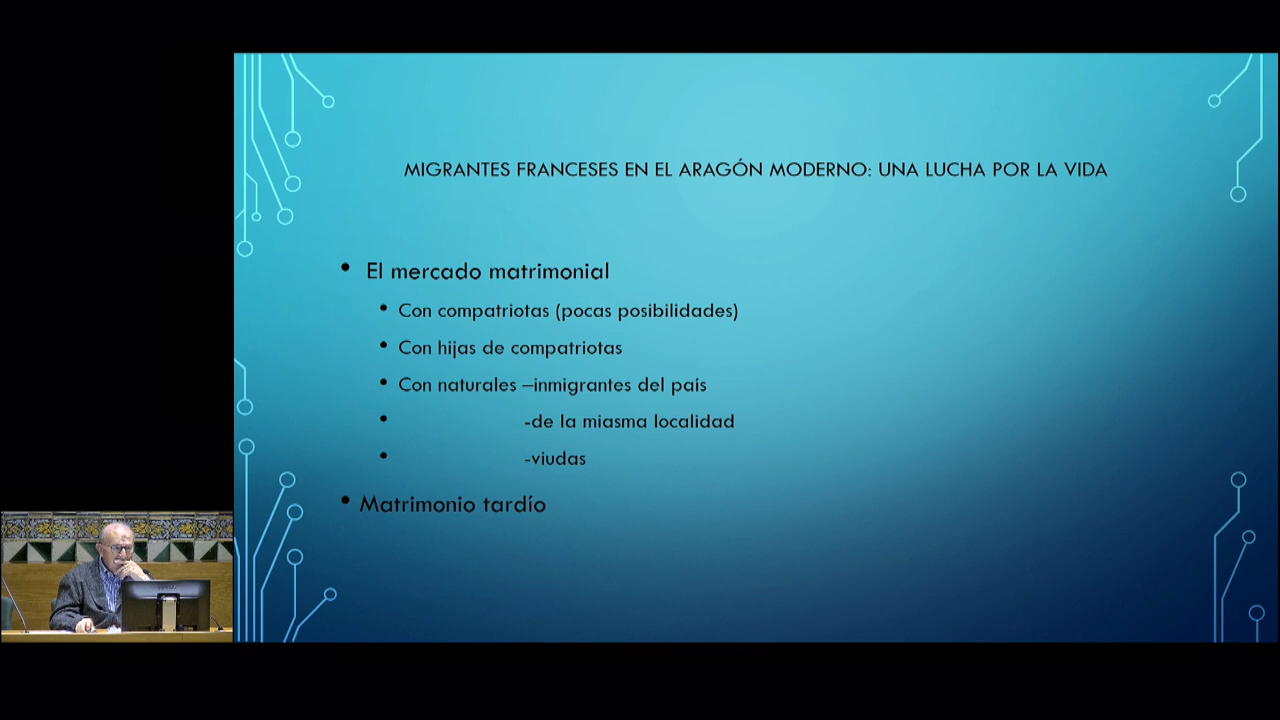 MIGRANTES FRANCESES EN EL ARAGÓN MODERNO: UNA LUCHA POR LA VIDA
• El mercado matrimonial
• Con compatriotas (pocas posibilidades)
• Con hijas de compatriotas
• Con naturales –inmigrantes del país
• -de la miasma localidad
• -viudas
• Matrimonio tardío